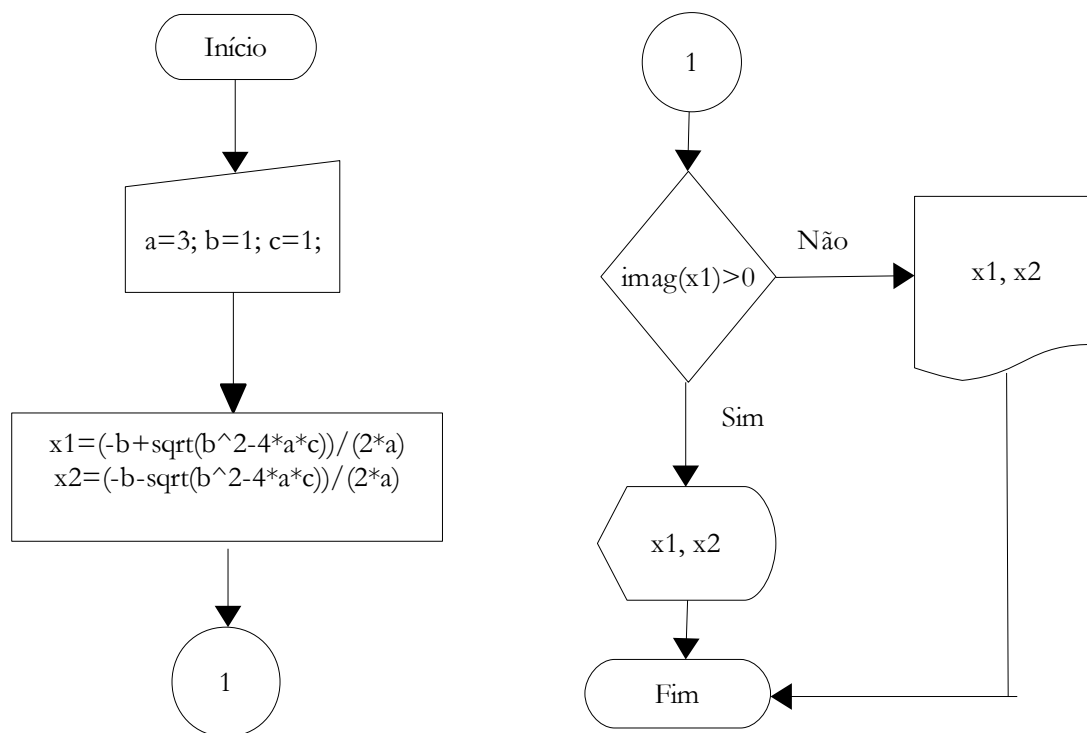 Início
a=3; b=1; c=1;
x1=(-b+sqrt(b^2-4*a*c))/(2*a)
x2=(-b-sqrt(b^2-4*a*c))/(2*a)
1
1
imag(x1)>0
Não
x1, x2
Sim
x1, x2
Fim